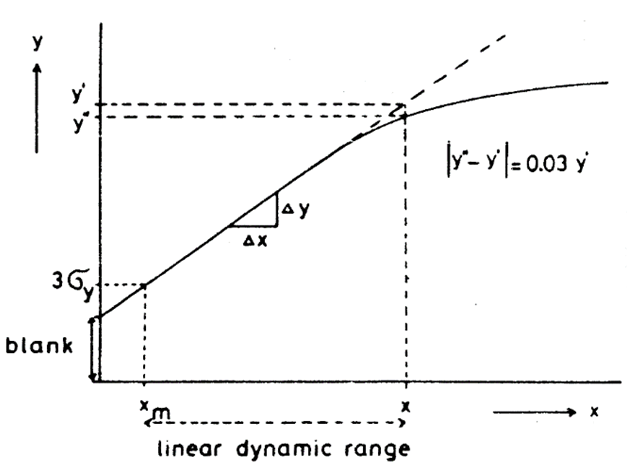 y
y'
y"
|y"- y'| = 0.03 y'
Δy
Δx
3σy
blank
xm
x
x
linear dynamic range